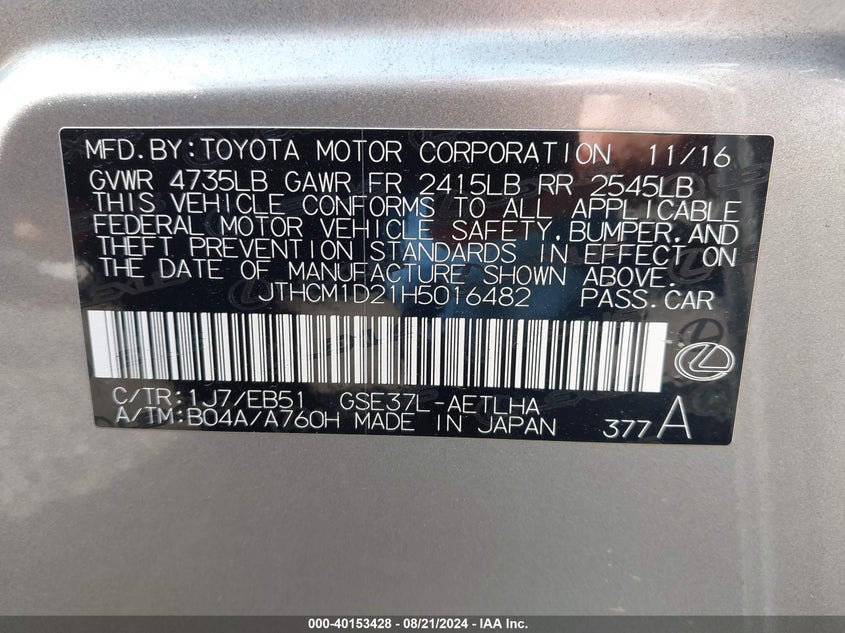 MFD.BY:TOYOTA MOTOR CORPORATION 11/16
GVWR 4735LB GAWR FR 2415LB RR 2545LB
THIS VEHICLE CONFORMS TO ALL APPLICABLE
FEDERAL MOTOR VEHICLE SAFETY,BUMPER,AND
THEFT PREVENTION STANDARDS IN EFFECT ON
THE DATE OF MANUFACTURE SHOWN ABOVE.
JTHCM1D21H5016482 PASS.CAR
C/TR:1J7/EB51 GSE37L-AETLHA
A/TM:B04A/A760H MADE IN JAPAN 377 A
000-40153428 - 08/21/2024 - IAA Inc.